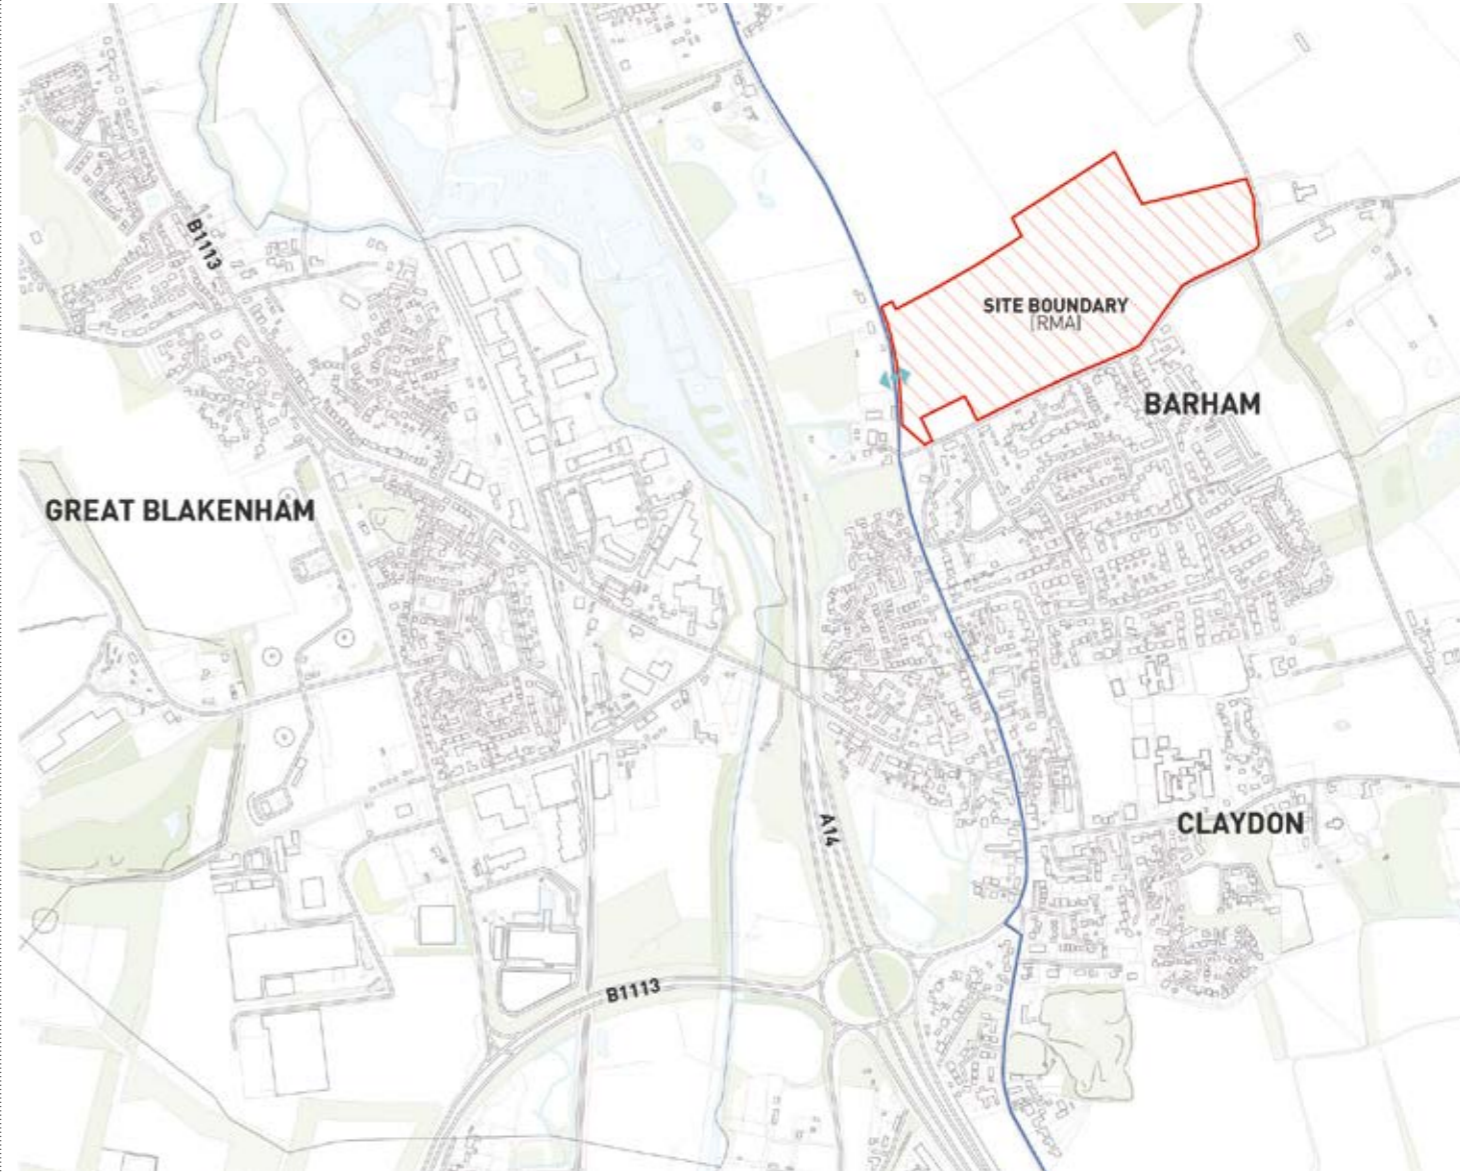 B1113
SITE BOUNDARY
[RMA]
BARHAM
GREAT BLAKENHAM
A14
CLAYDON
B1113